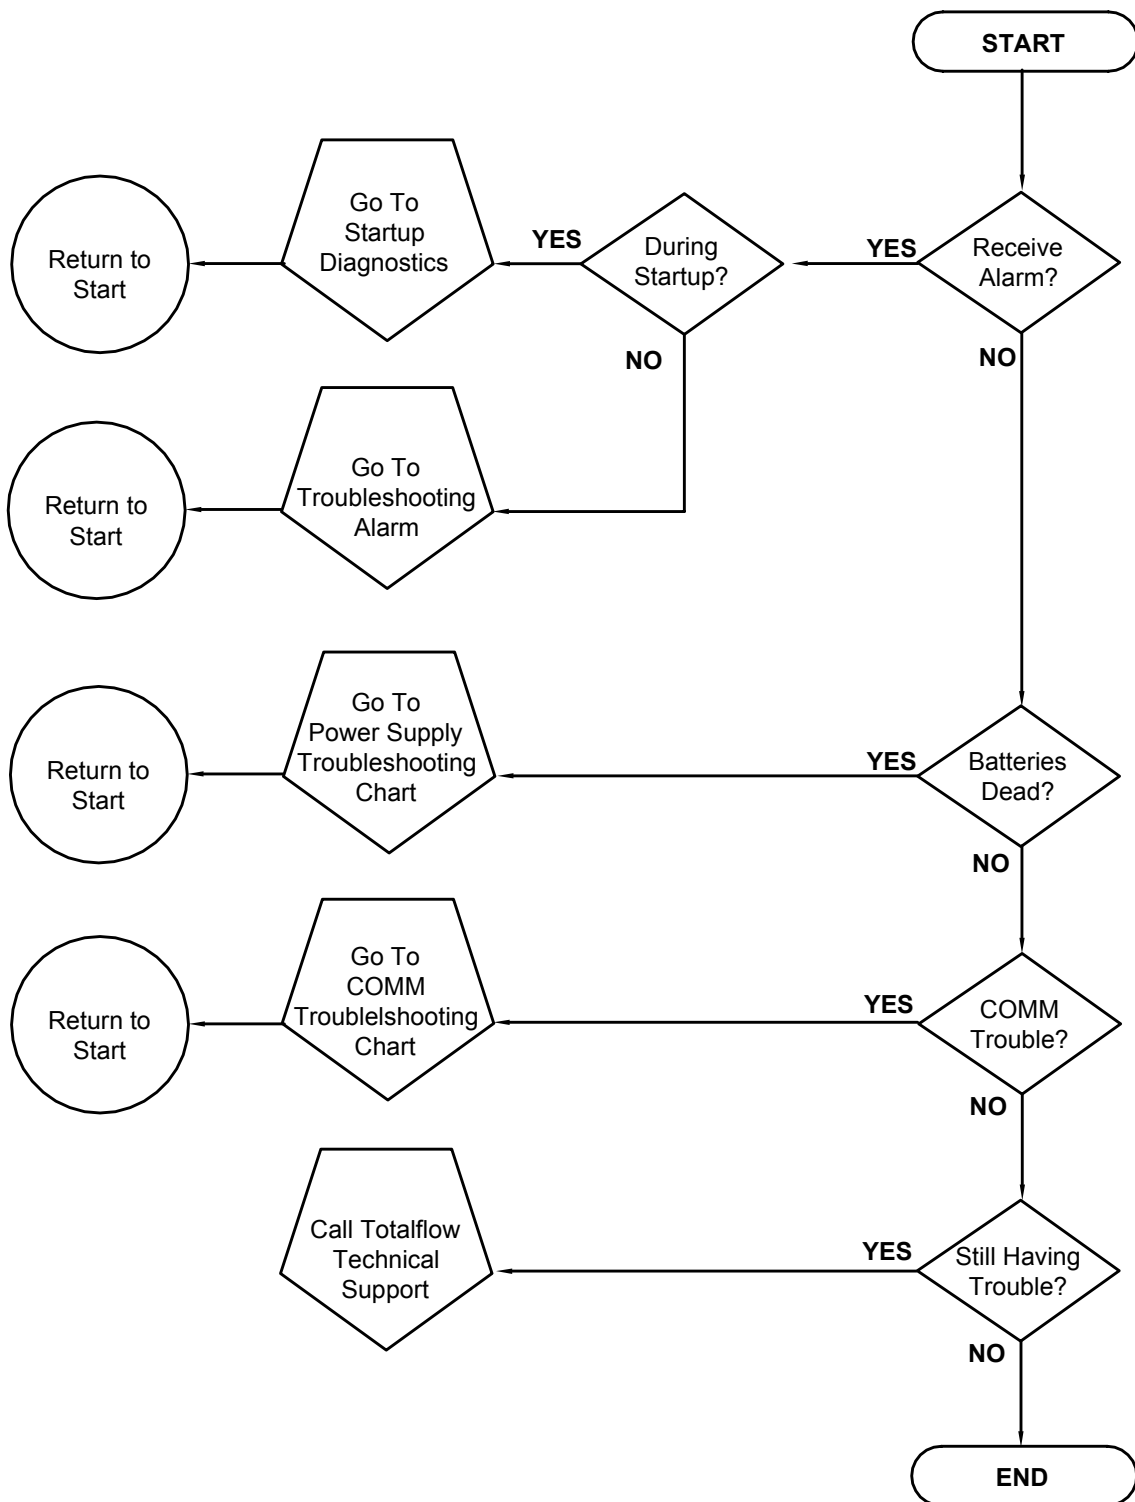 START
Receive
Alarm?
YES
NO
During
Startup?
YES
NO
Go To
Startup
Diagnostics
Return to
Start
Go To
Troubleshooting
Alarm
Return to
Start
Batteries
Dead?
YES
NO
Go To
Power Supply
Troubleshooting
Chart
Return to
Start
COMM
Trouble?
YES
NO
Go To
COMM
Troublelshooting
Chart
Return to
Start
Still Having
Trouble?
YES
NO
Call Totalflow
Technical
Support
END